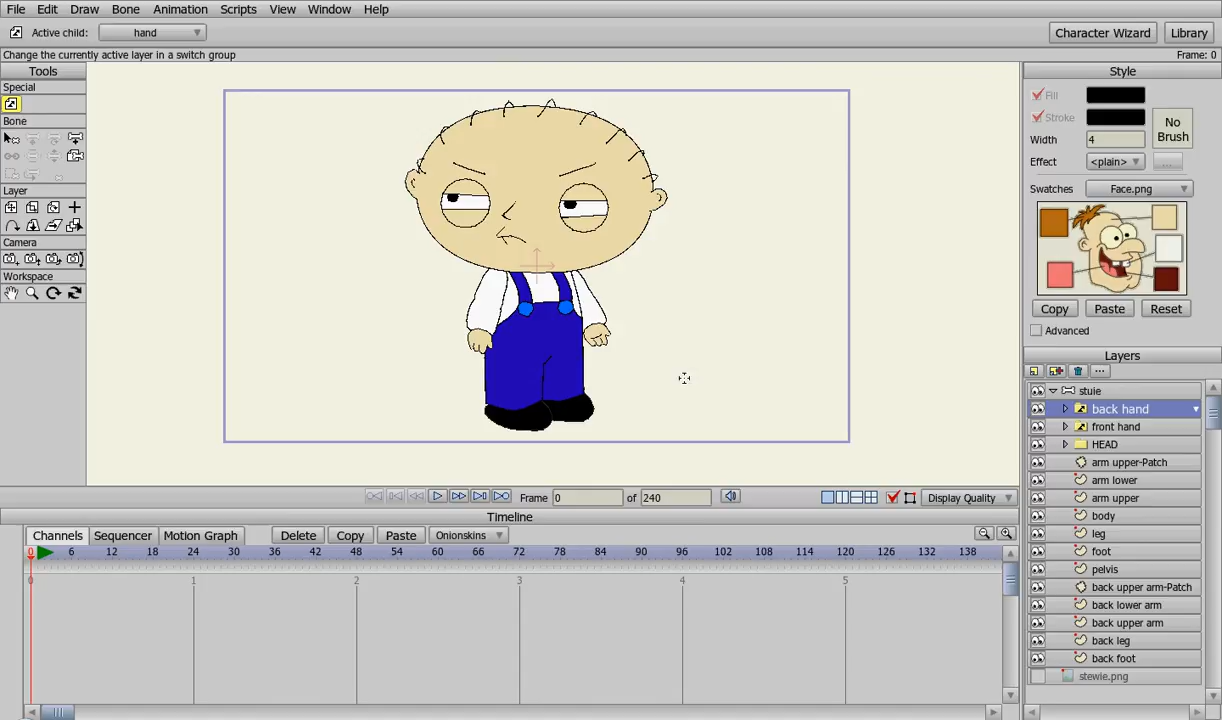 File Edit Draw Bone Animation Scripts View Window Help
Active child: hand Character Wizard Library
Change the currently active layer in a switch group Frame: 0
Tools
Special
Bone
Layer
Camera
Workspace
Style
Fill
Stroke
No Brush
Width 4
Effect <plain> ...
Swatches Face.png
Copy Paste Reset
Advanced
Layers
...
stuie
back hand
front hand
HEAD
arm upper-Patch
arm lower
arm upper
body
leg
foot
pelvis
back upper arm-Patch
back lower arm
back upper arm
back leg
back foot
stewie.png
Frame 0 of 240 Display Quality
Timeline
Channels Sequencer Motion Graph Delete Copy Paste Onionskins
0 6 12 18 24 30 36 42 48 54 60 66 72 78 84 90 96 102 108 114 120 126 132 138
0 1 2 3 4 5